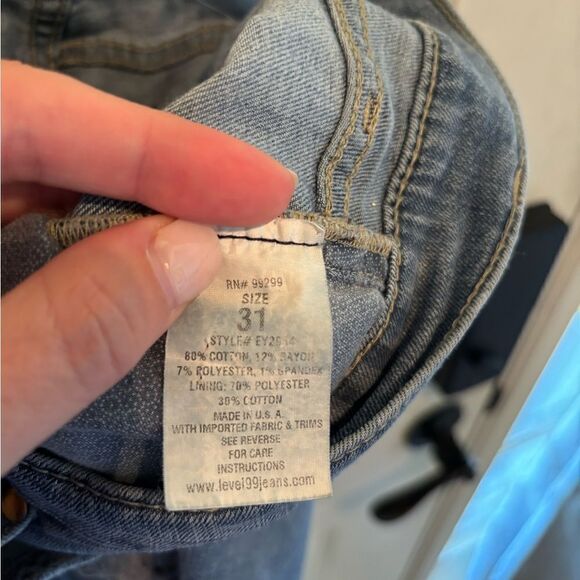 RN# 99299
SIZE
31
STYLE#
80% COTTON, 12% RAYON
7% POLYESTER, 1% SPANDEX
LINING: 70% POLYESTER
30% COTTON
MADE IN U.S.A
WITH IMPORTED FABRIC & TRIMS
SEE REVERSE
FOR CARE
INSTRUCTIONS
www.level99jeans.com